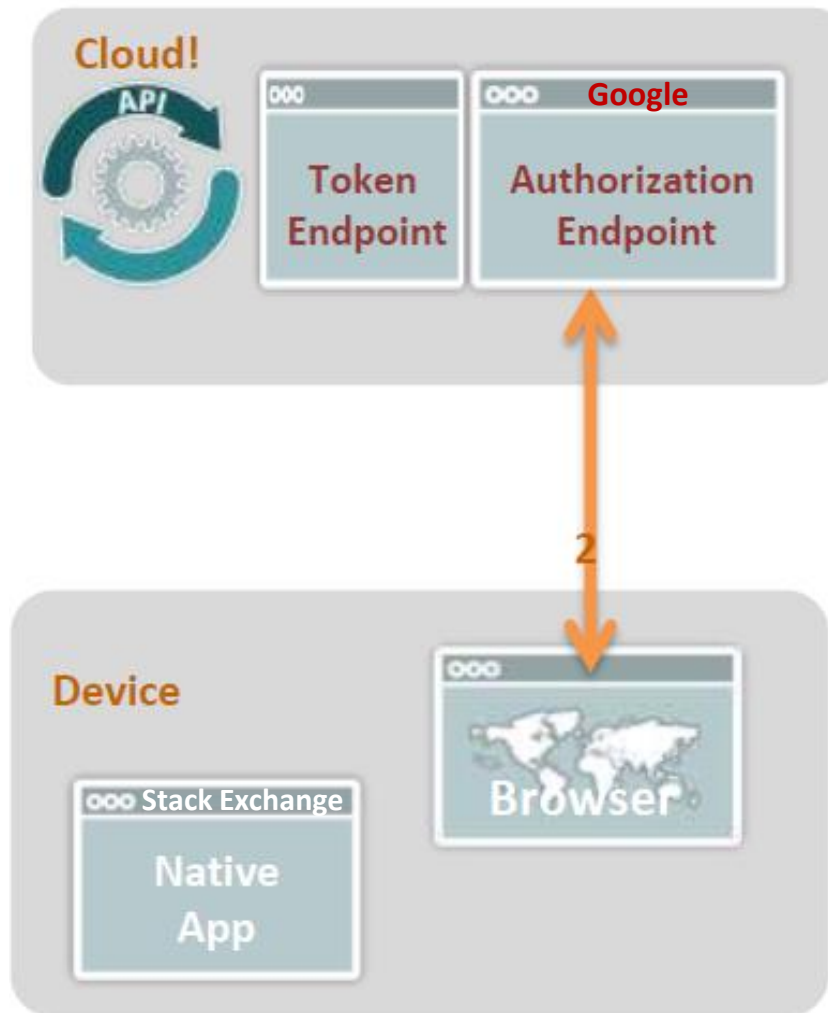 Cloud!
API
Google
Token
Endpoint
Authorization
Endpoint
2
Device
Browser
Stack Exchange
Native
App